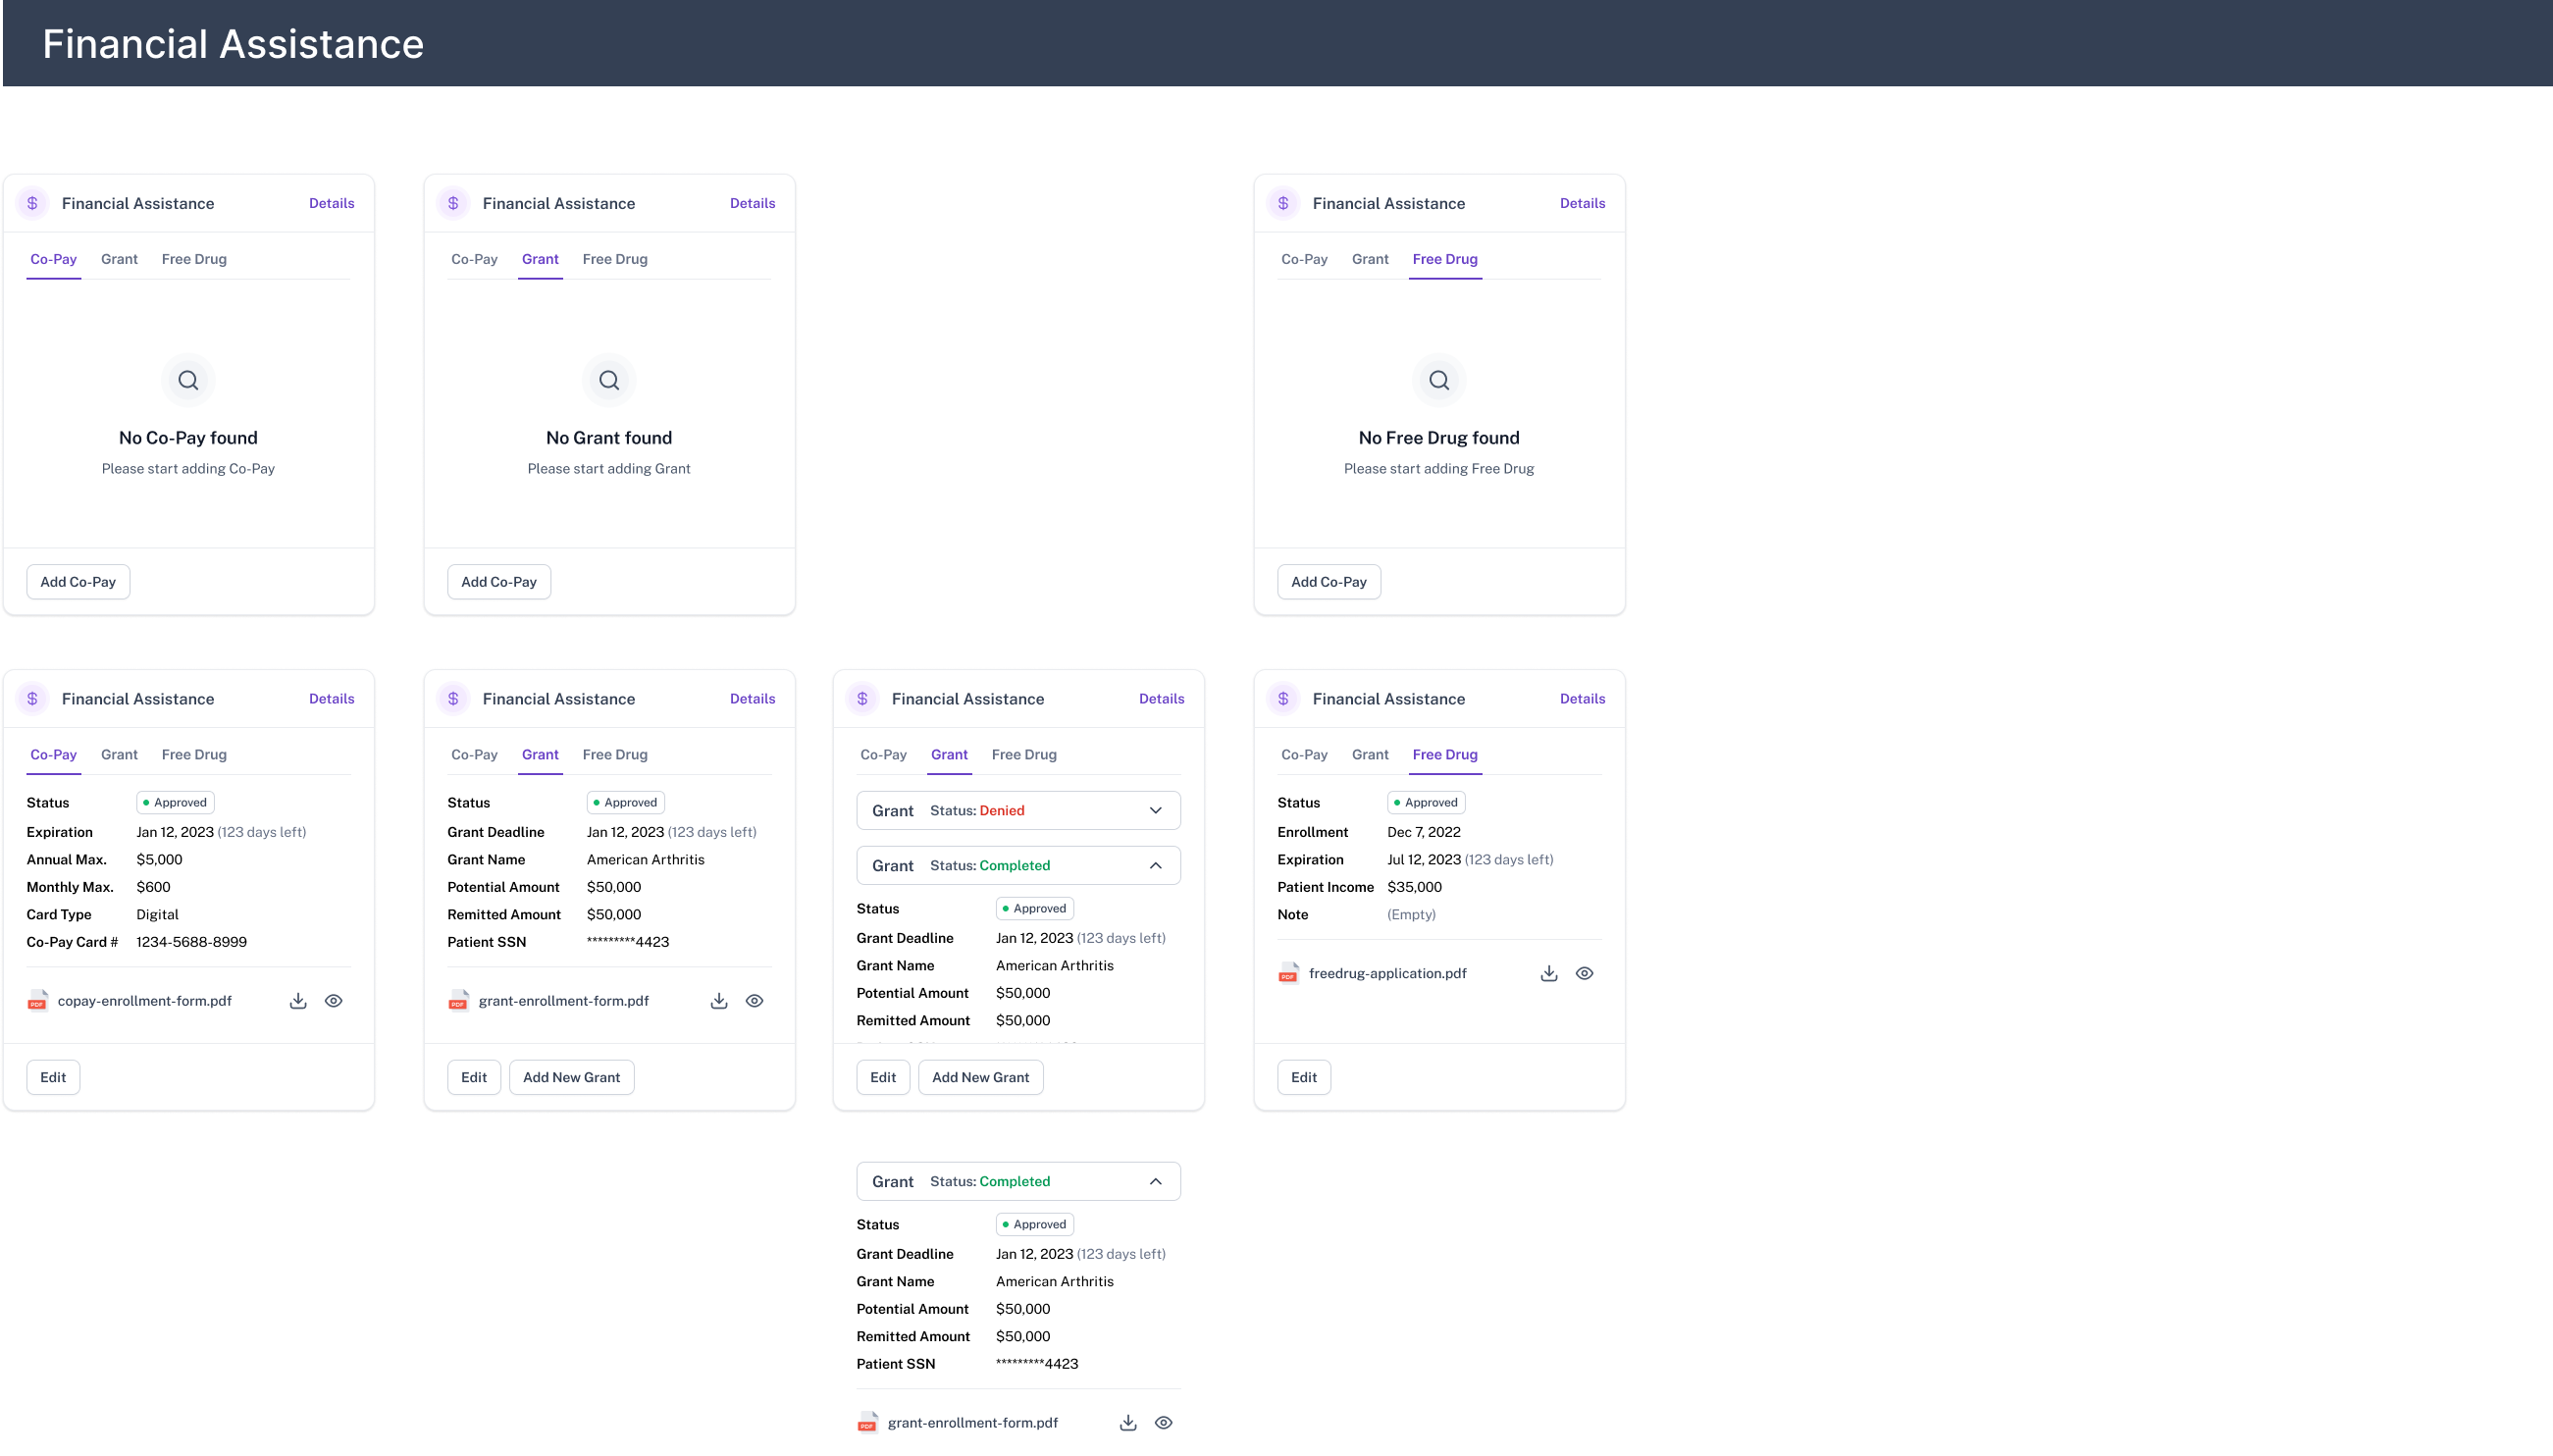 Financial Assistance
Financial Assistance Details
Co-Pay Grant Free Drug
No Co-Pay found
Please start adding Co-Pay
Add Co-Pay
Financial Assistance Details
Co-Pay Grant Free Drug
No Grant found
Please start adding Grant
Add Co-Pay
Financial Assistance Details
Co-Pay Grant Free Drug
No Free Drug found
Please start adding Free Drug
Add Co-Pay
Financial Assistance Details
Co-Pay Grant Free Drug
Status Approved
Expiration Jan 12, 2023 (123 days left)
Annual Max. $5,000
Monthly Max. $600
Card Type Digital
Co-Pay Card # 1234-5688-8999
PDF copay-enrollment-form.pdf
Edit
Financial Assistance Details
Co-Pay Grant Free Drug
Status Approved
Grant Deadline Jan 12, 2023 (123 days left)
Grant Name American Arthritis
Potential Amount $50,000
Remitted Amount $50,000
Patient SSN *********4423
PDF grant-enrollment-form.pdf
Edit Add New Grant
Financial Assistance Details
Co-Pay Grant Free Drug
Grant Status: Denied
Grant Status: Completed
Status Approved
Grant Deadline Jan 12, 2023 (123 days left)
Grant Name American Arthritis
Potential Amount $50,000
Remitted Amount $50,000
Edit Add New Grant
Financial Assistance Details
Co-Pay Grant Free Drug
Status Approved
Enrollment Dec 7, 2022
Expiration Jul 12, 2023 (123 days left)
Patient Income $35,000
Note (Empty)
PDF freedrug-application.pdf
Edit
Grant Status: Completed
Status Approved
Grant Deadline Jan 12, 2023 (123 days left)
Grant Name American Arthritis
Potential Amount $50,000
Remitted Amount $50,000
Patient SSN *********4423
PDF grant-enrollment-form.pdf